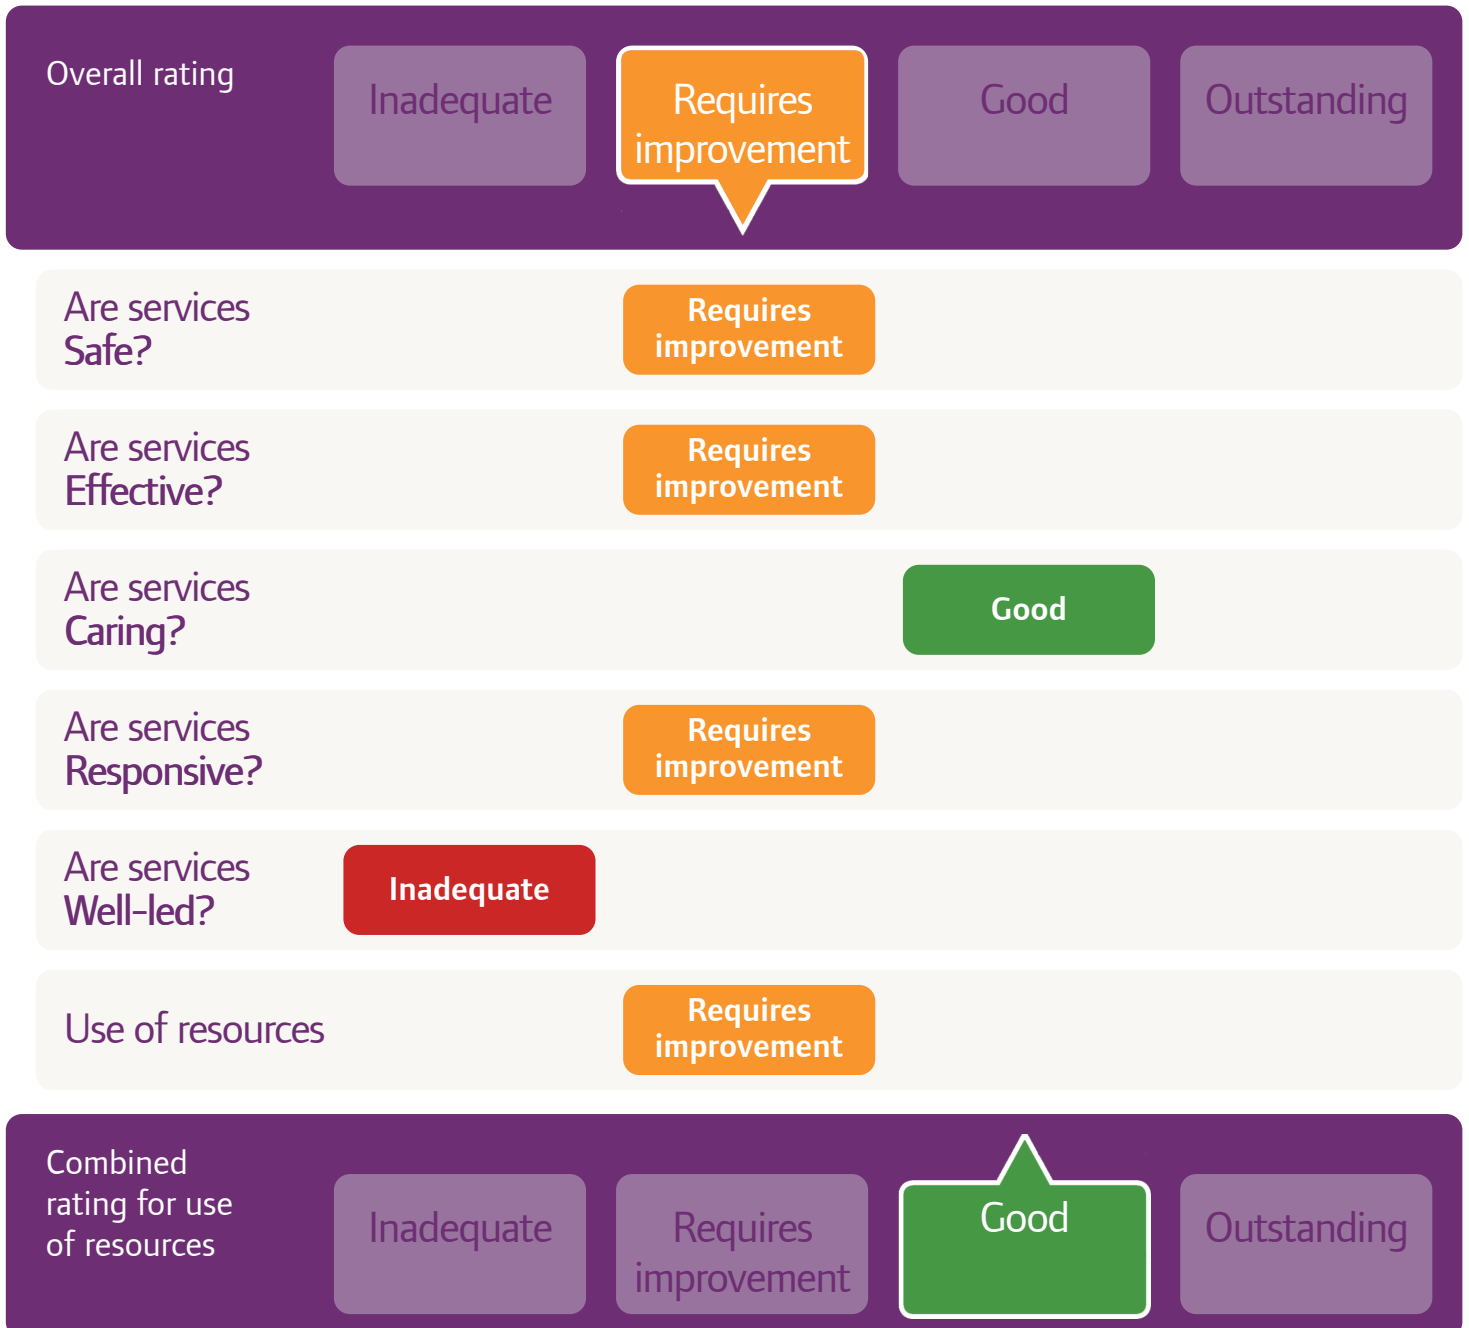 Overall rating
Inadequate
Requires
improvement
Good
Outstanding
Are services
Safe?
Requires
improvement
Are services
Effective?
Requires
improvement
Are services
Caring?
Good
Are services
Responsive?
Requires
improvement
Are services
Well-led?
Inadequate
Use of resources
Requires
improvement
Combined
rating for use
of resources
Inadequate
Requires
improvement
Good
Outstanding